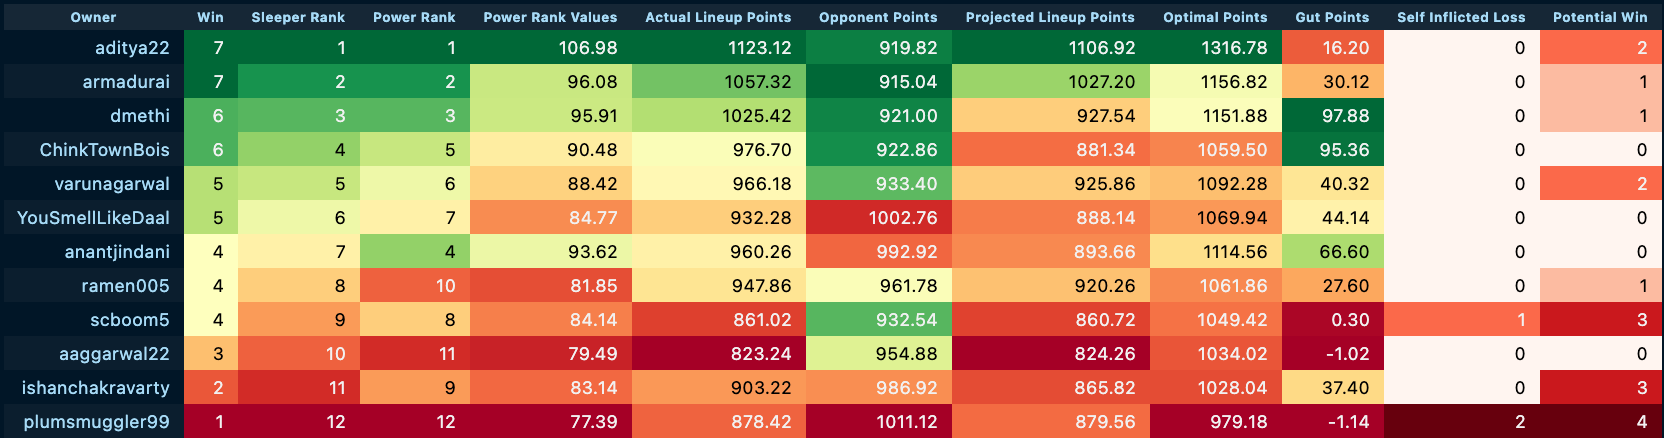 Owner Win Sleeper Rank Power Rank Power Rank Values Actual Lineup Points Opponent Points Projected Lineup Points Optimal Points Gut Points Self Inflicted Loss Potential Win
aditya22 7 1 1 106.98 1123.12 919.82 1106.92 1316.78 16.20 0 2
armadurai 7 2 2 96.08 1057.32 915.04 1027.20 1156.82 30.12 0 1
dmethi 6 3 3 95.91 1025.42 921.00 927.54 1151.88 97.88 0 1
ChinkTownBois 6 4 5 90.48 976.70 922.86 881.34 1059.50 95.36 0 0
varunagarwal 5 5 6 88.42 966.18 933.40 925.86 1092.28 40.32 0 2
YouSmellLikeDaal 5 6 7 84.77 932.28 1002.76 888.14 1069.94 44.14 0 0
anantjindani 4 7 4 93.62 960.26 992.92 893.66 1114.56 66.60 0 0
ramen005 4 8 10 81.85 947.86 961.78 920.26 1061.86 27.60 0 1
scboom5 4 9 8 84.14 861.02 932.54 860.72 1049.42 0.30 1 3
aaggarwal22 3 10 11 79.49 823.24 954.88 824.26 1034.02 -1.02 0 0
ishanchakravarty 2 11 9 83.14 903.22 986.92 865.82 1028.04 37.40 0 3
plumsmuggler99 1 12 12 77.39 878.42 1011.12 879.56 979.18 -1.14 2 4